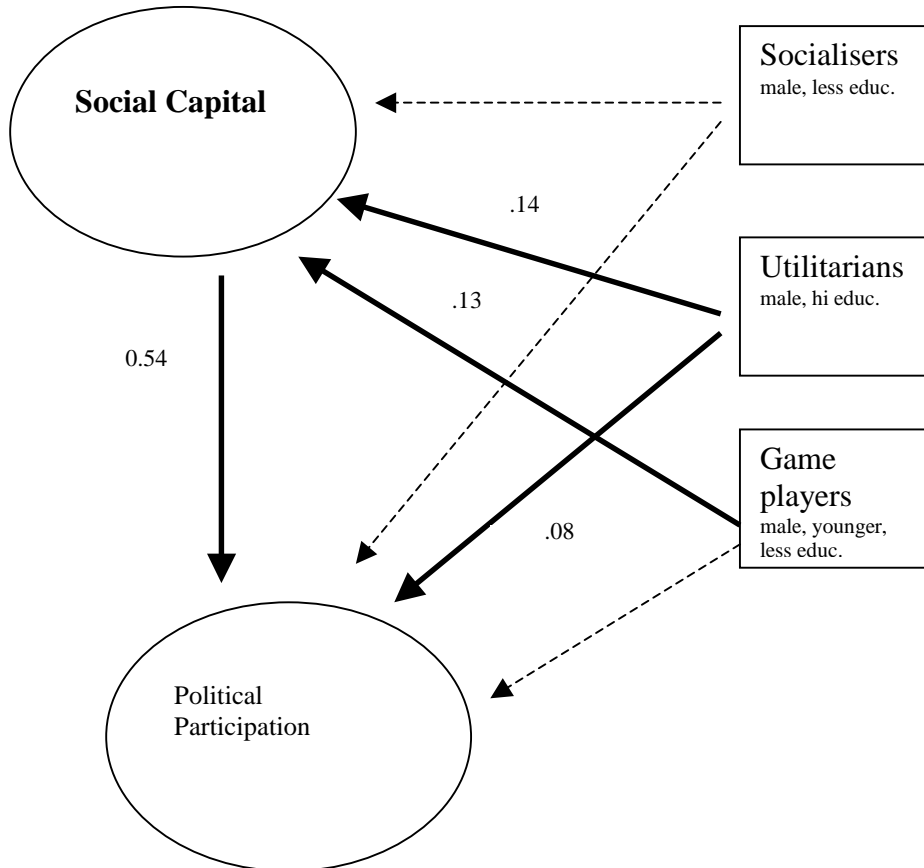 Social Capital
Socialisers
male, less educ.
.14
Utilitarians
male, hi educ.
.13
0.54
Game
players
male, younger,
less educ.
.08
Political
Participation